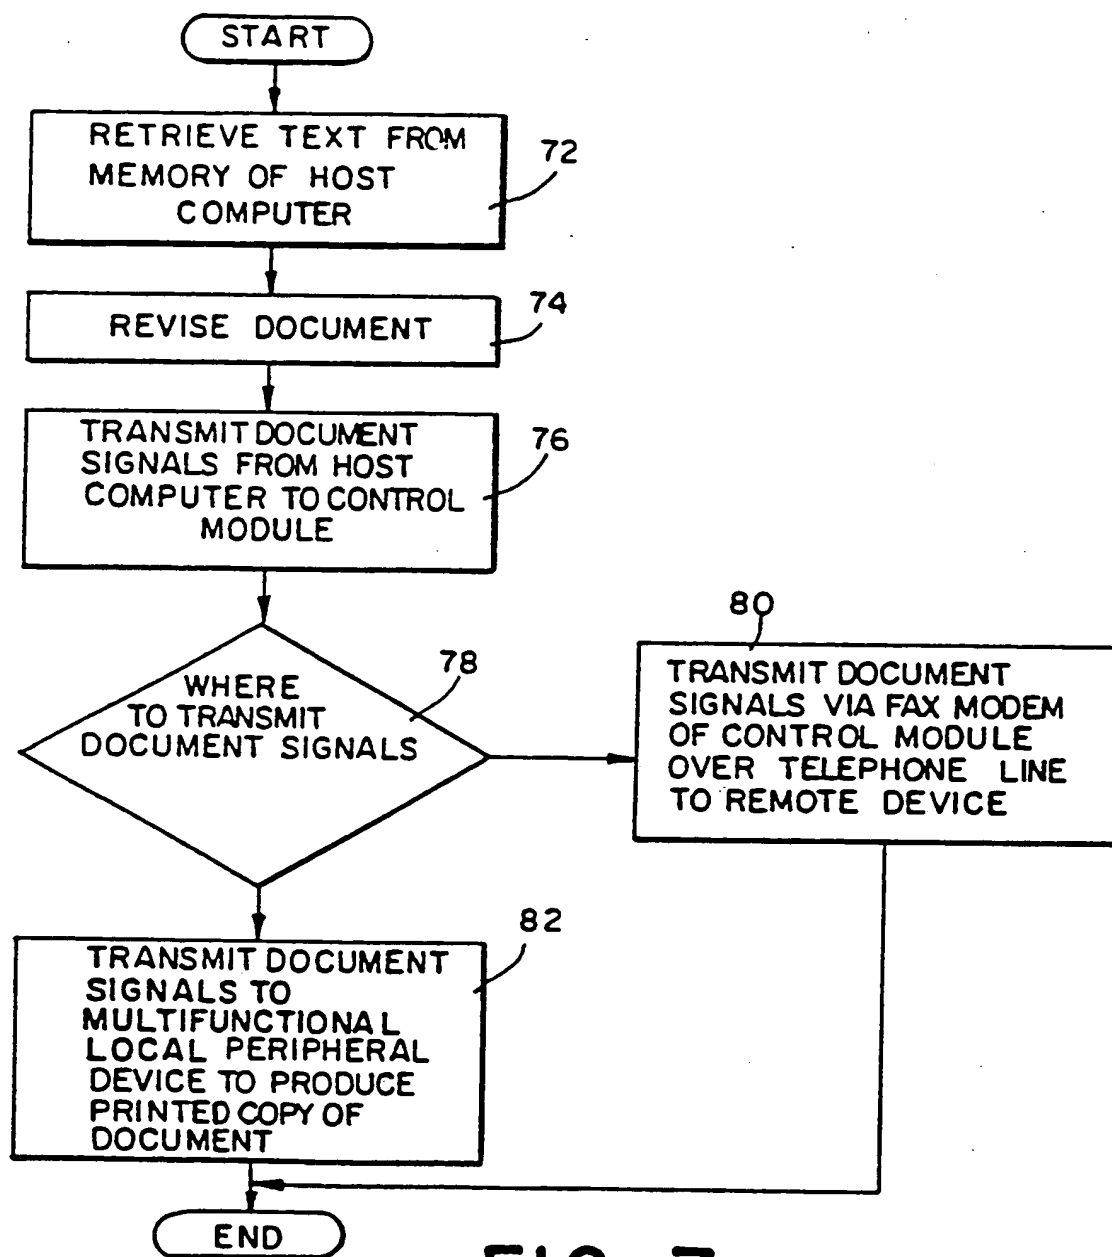 START
RETRIEVE TEXT FROM
MEMORY OF HOST
COMPUTER
72
REVISE DOCUMENT
74
TRANSMIT DOCUMENT
SIGNALS FROM HOST
COMPUTER TO CONTROL
MODULE
76
WHERE
TO TRANSMIT
DOCUMENT SIGNALS
78
80
TRANSMIT DOCUMENT
SIGNALS VIA FAX MODEM
OF CONTROL MODULE
OVER TELEPHONE LINE
TO REMOTE DEVICE
82
TRANSMIT DOCUMENT
SIGNALS TO
MULTIFUNCTIONAL
LOCAL PERIPHERAL
DEVICE TO PRODUCE
PRINTED COPY OF
DOCUMENT
END